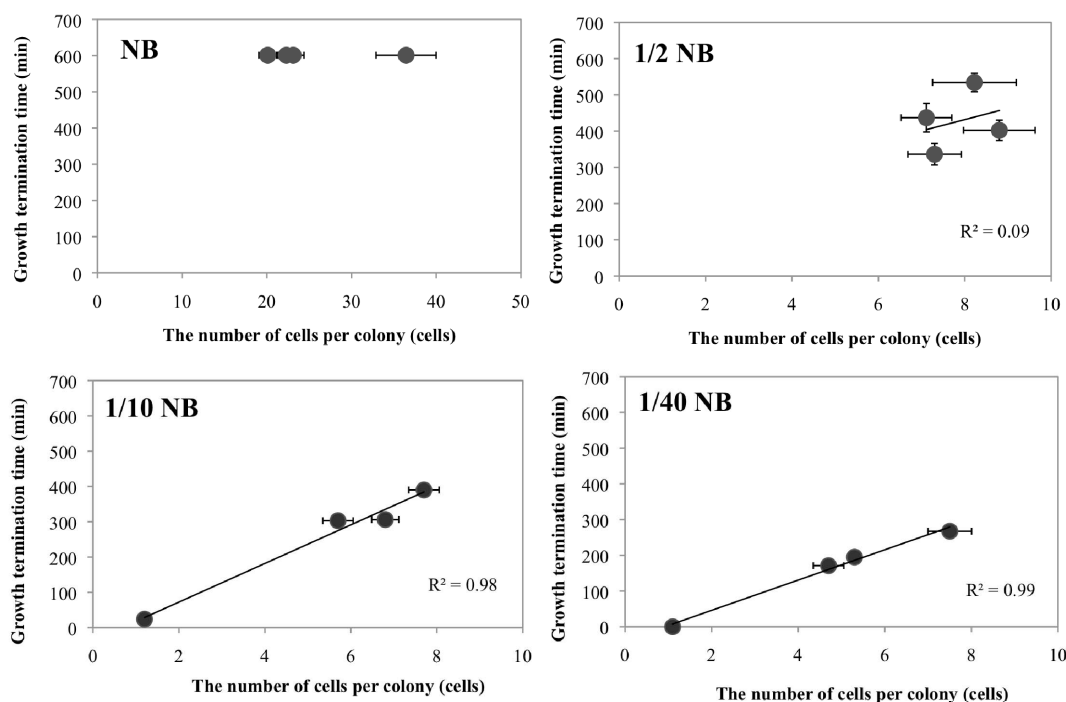 NB
Growth termination time (min)
700
600
500
400
300
200
100
0
0 10 20 30 40 50
The number of cells per colony (cells)
1/2 NB
Growth termination time (min)
700
600
500
400
300
200
100
0
R² = 0.09
0 2 4 6 8 10
The number of cells per colony (cells)
1/10 NB
Growth termination time (min)
700
600
500
400
300
200
100
0
R² = 0.98
0 2 4 6 8 10
The number of cells per colony (cells)
1/40 NB
Growth termination time (min)
700
600
500
400
300
200
100
0
R² = 0.99
0 2 4 6 8 10
The number of cells per colony (cells)